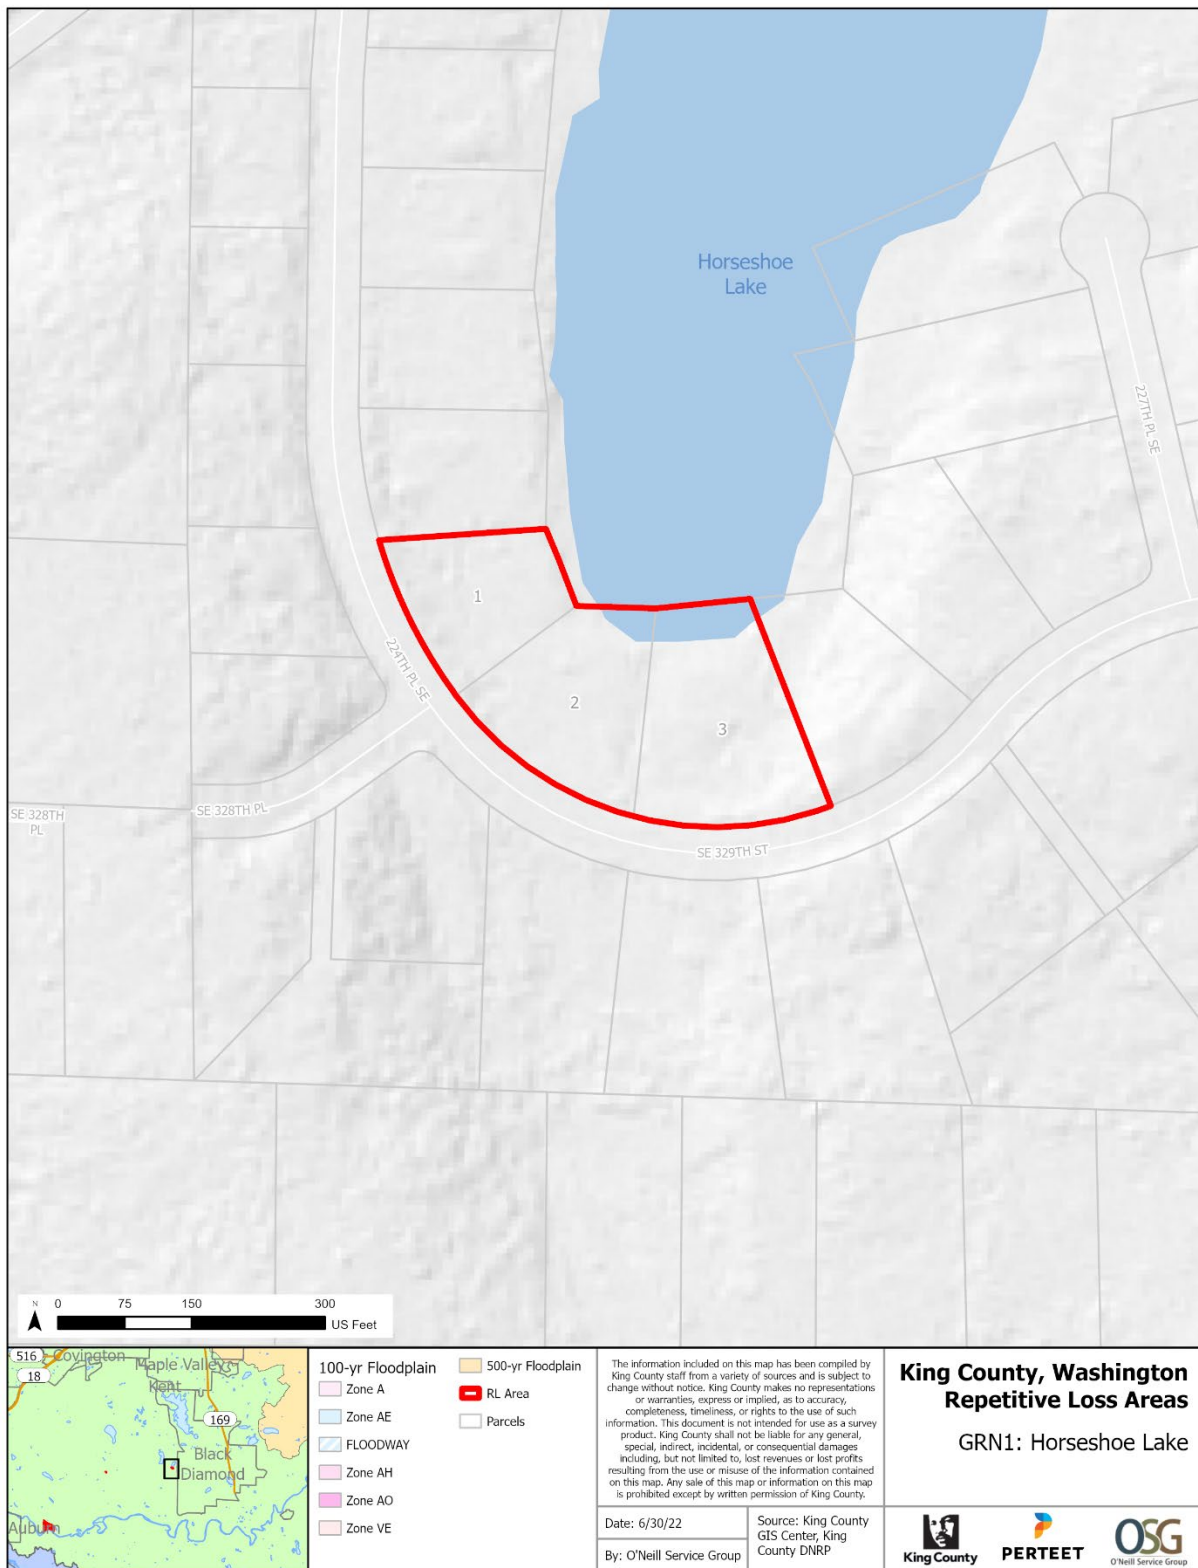 Horseshoe
Lake
227TH PL SE
1
224TH PL SE
2
3
SE 328TH
PL
SE 328TH PL
SE 329TH ST
N
0 75 150 300
US Feet
516
Covington
Maple Valley
18
Kent
169
Black
Diamond
Auburn
100-yr Floodplain
Zone A
Zone AE
FLOODWAY
Zone AH
Zone AO
Zone VE
500-yr Floodplain
RL Area
Parcels
The information included on this map has been compiled by
King County staff from a variety of sources and is subject to
change without notice. King County makes no representations
or warranties, express or implied, as to accuracy,
completeness, timeliness, or rights to the use of such
information. This document is not intended for use as a survey
product. King County shall not be liable for any general,
special, indirect, incidental, or consequential damages
including, but not limited to, lost revenues or lost profits
resulting from the use or misuse of the information contained
on this map. Any sale of this map or information on this map
is prohibited except by written permission of King County.
Date: 6/30/22
By: O'Neill Service Group
Source: King County
GIS Center, King
County DNRP
King County, Washington
Repetitive Loss Areas
GRN1: Horseshoe Lake
King County
PERTEET
OSG
O'Neill Service Group